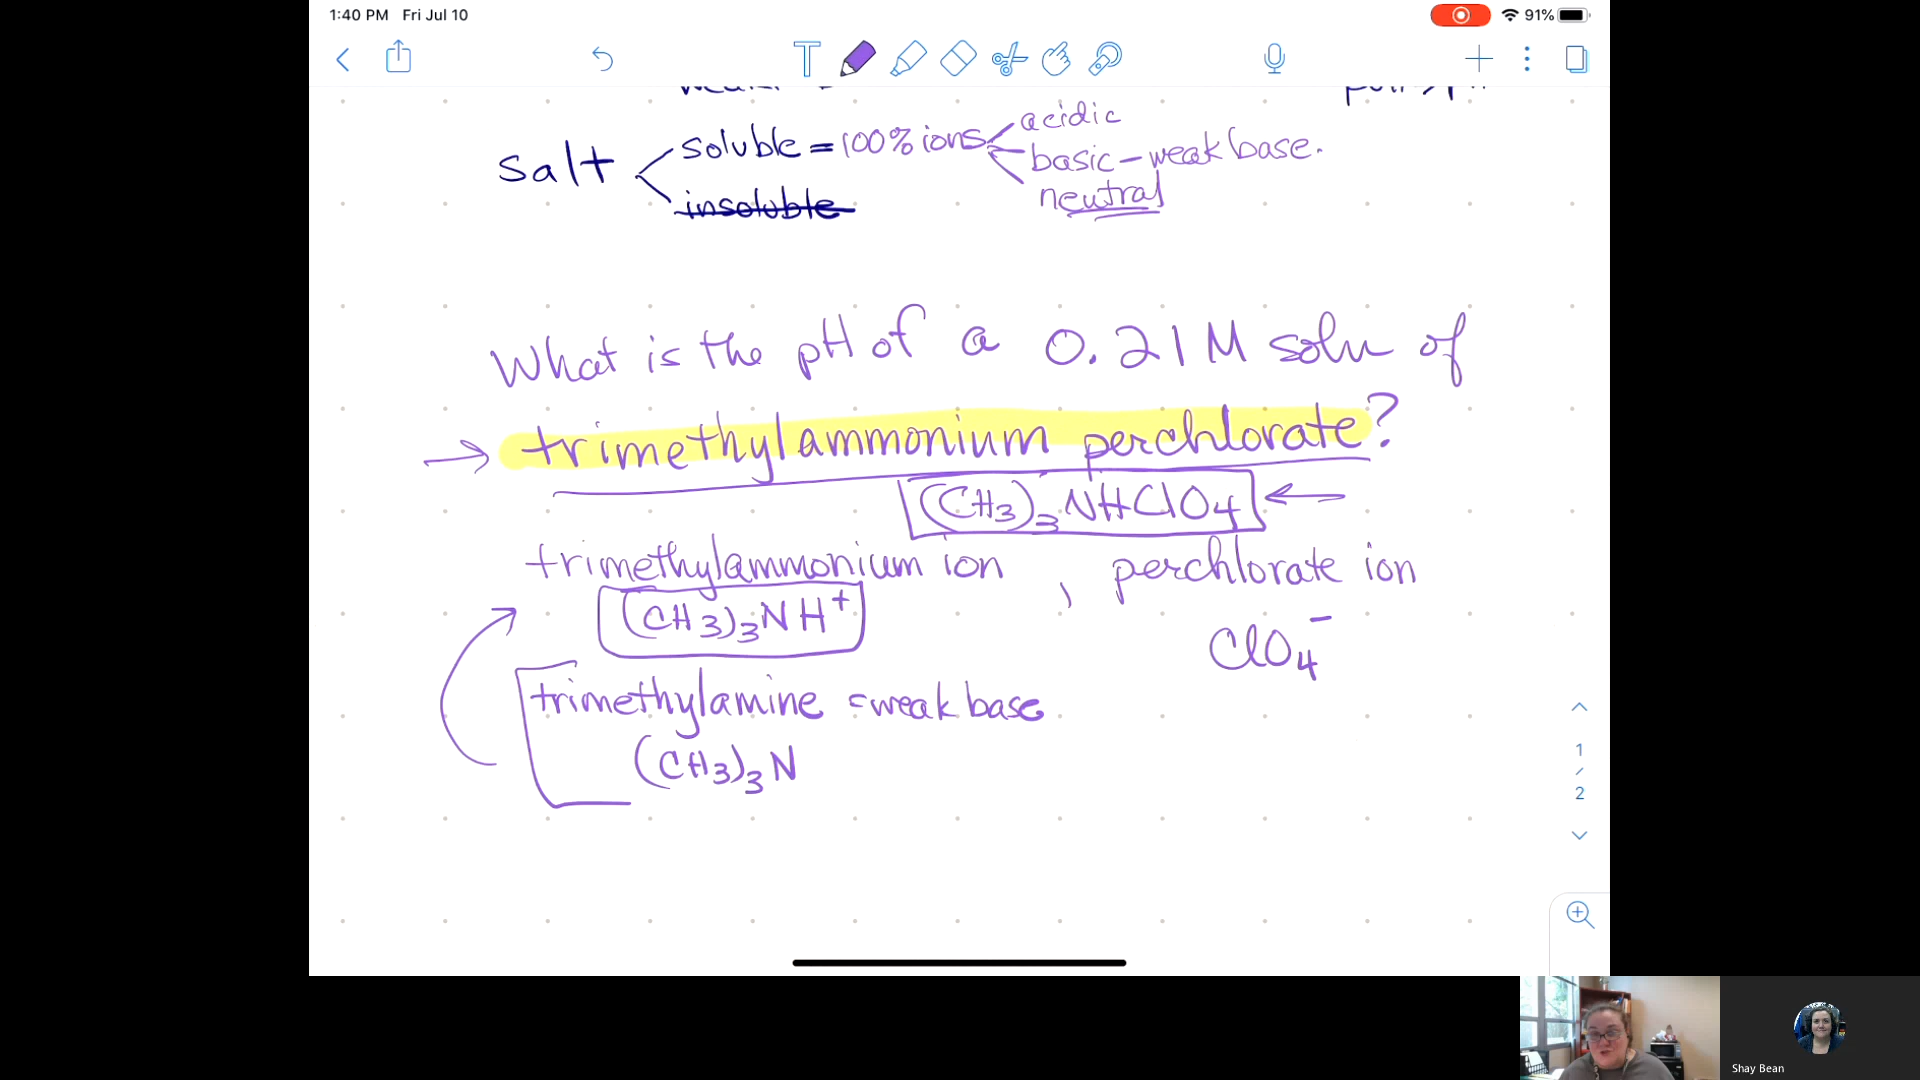 1:40 PM Fri Jul 10
91%
T
acidic
salt soluble = 100% ions basic - weak base.
insoluble neutral
What is the pH of a 0.21 M soln of
→ trimethylammonium perchlorate?
(CH3)3NHClO4 ←
trimethylammonium ion , perchlorate ion
(CH3)3NH+
ClO4-
trimethylamine = weak base
(CH3)3N
1
/
2
Shay Bean